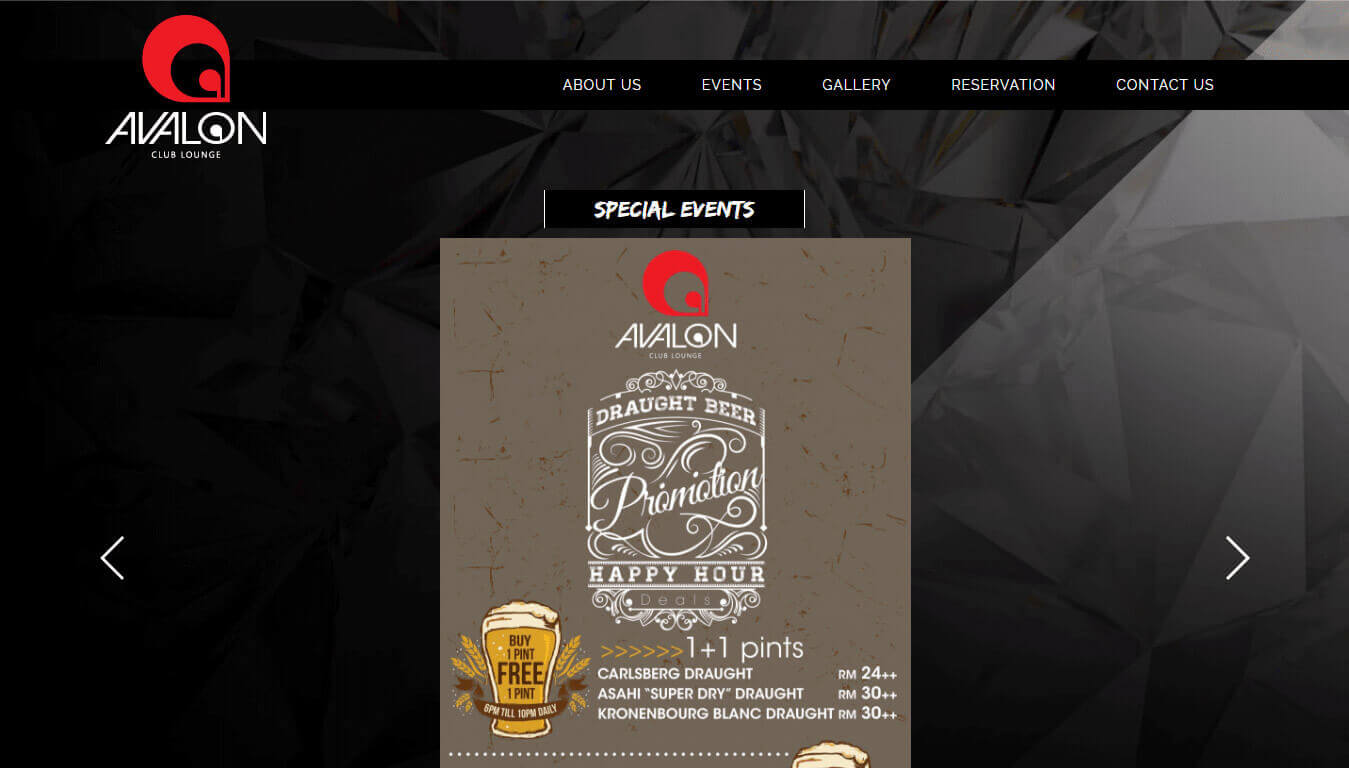 AVALON
CLUB LOUNGE
ABOUT US EVENTS GALLERY RESERVATION CONTACT US
SPECIAL EVENTS
AVALON
CLUB LOUNGE
DRAUGHT BEER
Promotion
HAPPY HOUR
Deals
BUY
1 PINT
FREE
1 PINT
6PM TILL 10PM DAILY
>>>>>>1+1 pints
CARLSBERG DRAUGHT RM 24++
ASAHI "SUPER DRY" DRAUGHT RM 30++
KRONENBOURG BLANC DRAUGHT RM 30++